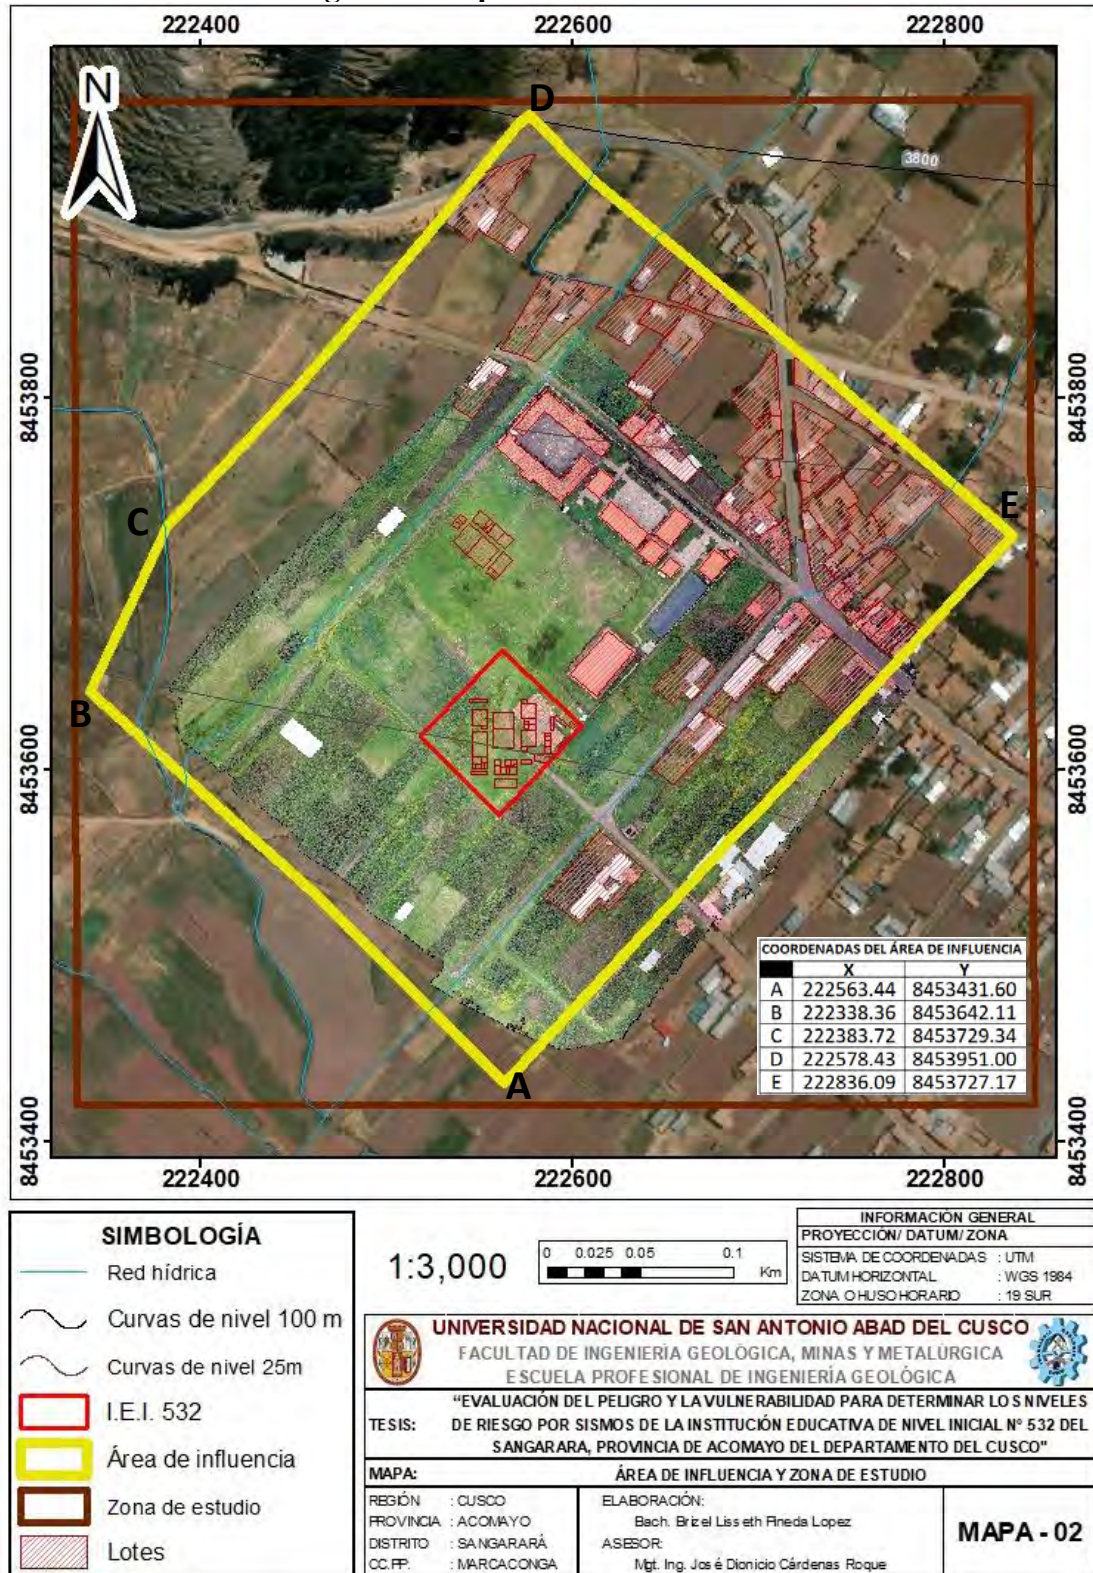 222400 222600 222800
N
D
3800
8453800 8453800
C
E
B
8453600 8453600
COORDENADAS DEL ÁREA DE INFLUENCIA
X Y
A 222563.44 8453431.60
B 222338.36 8453642.11
C 222383.72 8453729.34
D 222578.43 8453951.00
E 222836.09 8453727.17
A
8453400 8453400
222400 222600 222800
SIMBOLOGÍA
Red hídrica
Curvas de nivel 100 m
Curvas de nivel 25m
I.E.I. 532
Área de influencia
Zona de estudio
Lotes
1:3,000
0 0.025 0.05 0.1
Km
INFORMACIÓN GENERAL
PROYECCIÓN/ DATUM/ ZONA
SISTEMA DE COORDENADAS : UTM
DATUM HORIZONTAL : WGS 1984
ZONA O HUSO HORARIO : 19 SUR
UNIVERSIDAD NACIONAL DE SAN ANTONIO ABAD DEL CUSCO
FACULTAD DE INGENIERÍA GEOLÓGICA, MINAS Y METALÚRGICA
ESCUELA PROFESIONAL DE INGENIERÍA GEOLÓGICA
TESIS:
"EVALUACIÓN DEL PELIGRO Y LA VULNERABILIDAD PARA DETERMINAR LOS NIVELES
DE RIESGO POR SISMOS DE LA INSTITUCIÓN EDUCATIVA DE NIVEL INICIAL N° 532 DEL
SANGARARA, PROVINCIA DE ACOMAYO DEL DEPARTAMENTO DEL CUSCO"
MAPA: ÁREA DE INFLUENCIA Y ZONA DE ESTUDIO
REGIÓN : CUSCO
PROVINCIA : ACOMAYO
DISTRITO : SANGARARÁ
CC.PP. : MARCACONGA
ELABORACIÓN:
Bach. Brizel Lisseth Pineda Lopez
ASESOR:
Mgt. Ing. José Dionicio Cárdenas Roque
MAPA - 02